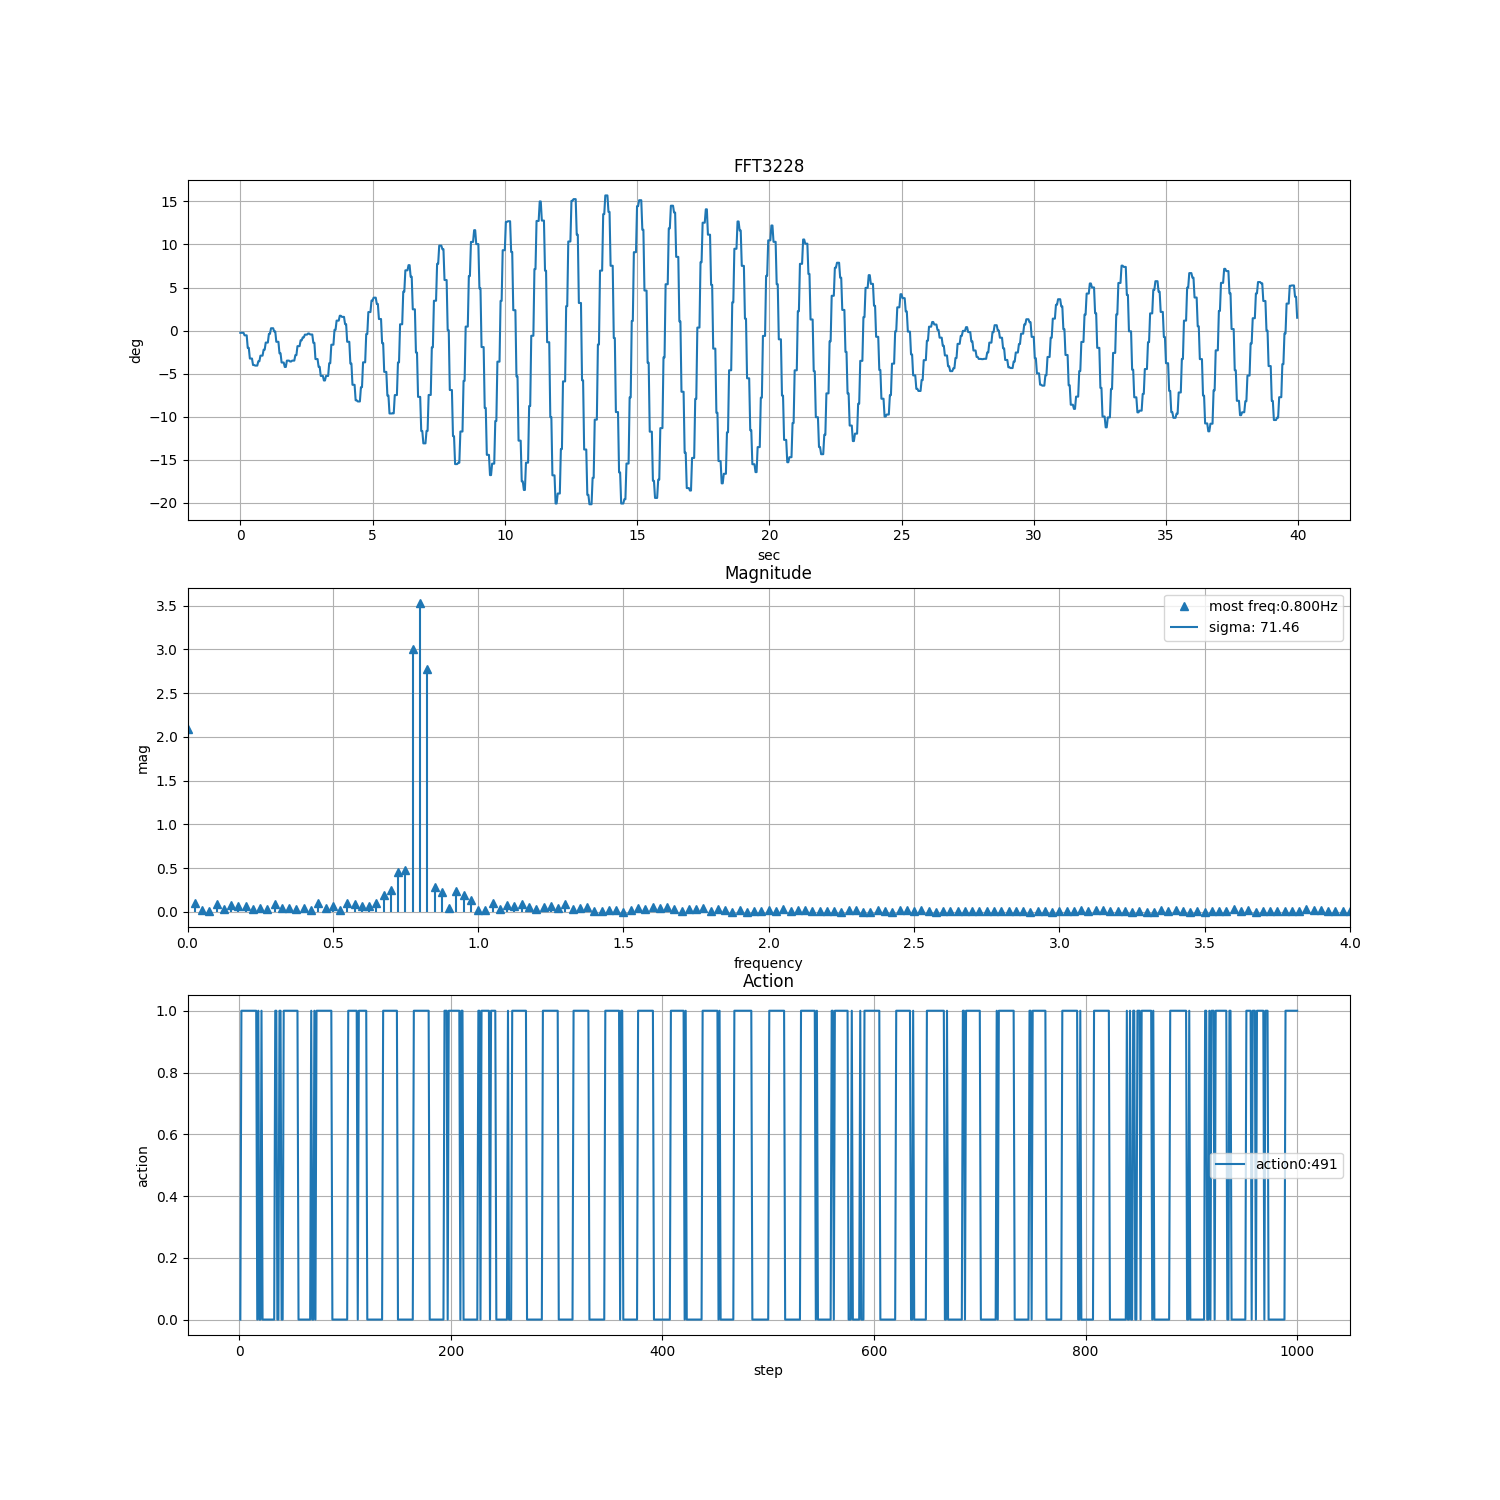 FFT3228
15
10
5
0
−5
−10
−15
−20
deg
0 5 10 15 20 25 30 35 40
sec
Magnitude
3.5
3.0
2.5
2.0
1.5
1.0
0.5
0.0
mag
most freq:0.800Hz
sigma: 71.46
0.0 0.5 1.0 1.5 2.0 2.5 3.0 3.5 4.0
frequency
Action
1.0
0.8
0.6
0.4
0.2
0.0
action
action0:491
0 200 400 600 800 1000
step